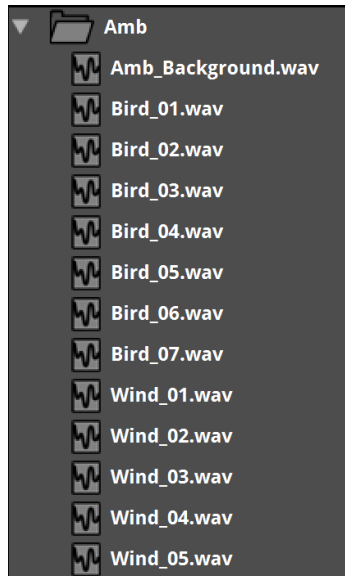 Amb
Amb_Background.wav
Bird_01.wav
Bird_02.wav
Bird_03.wav
Bird_04.wav
Bird_05.wav
Bird_06.wav
Bird_07.wav
Wind_01.wav
Wind_02.wav
Wind_03.wav
Wind_04.wav
Wind_05.wav